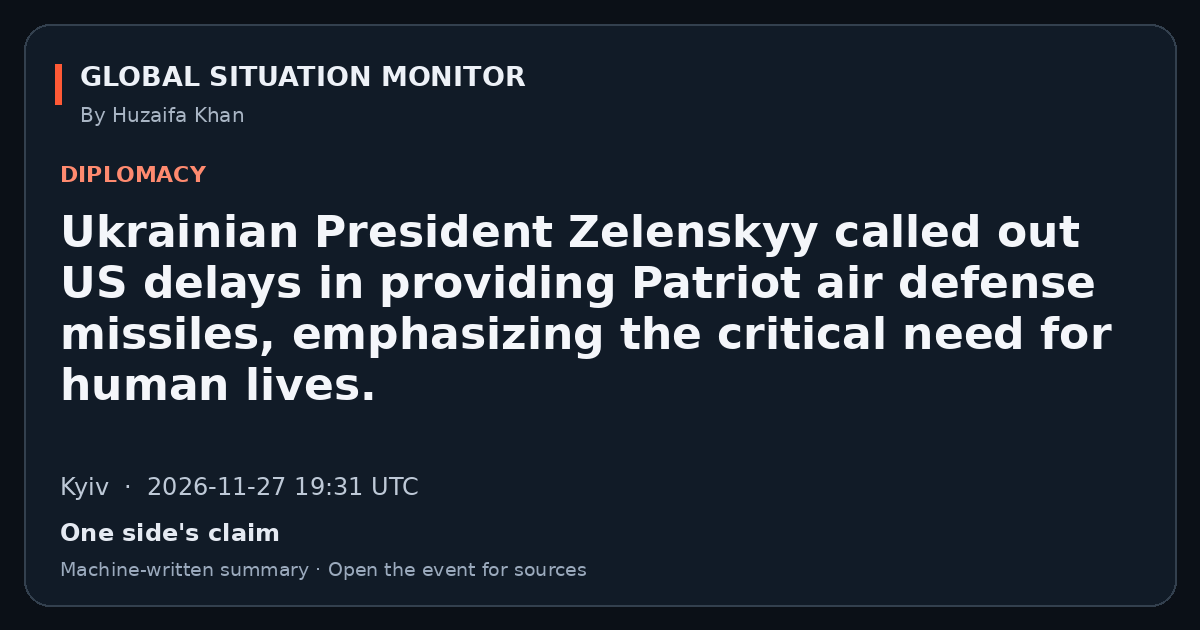 GLOBAL SITUATION MONITOR
By Huzaifa Khan
DIPLOMACY
Ukrainian President Zelenskyy called out
US delays in providing Patriot air defense
missiles, emphasizing the critical need for
human lives.
Kyiv · 2026-11-27 19:31 UTC
One side's claim
Machine-written summary · Open the event for sources